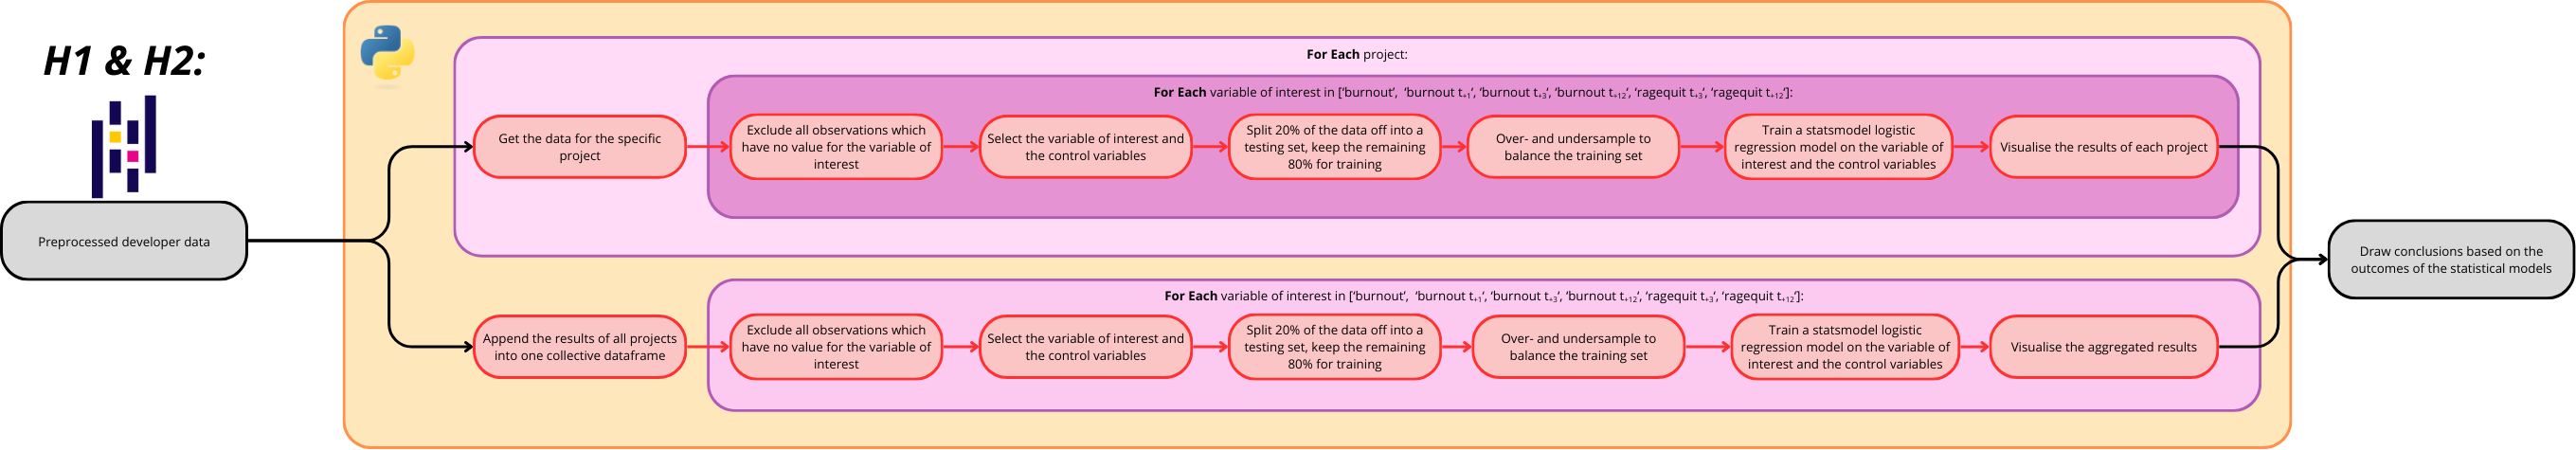 H1 & H2:
Preprocessed developer data
For Each project:
For Each variable of interest in ['burnout',  'burnout t+1', 'burnout t+3', 'burnout t+12', 'ragequit t+3', 'ragequit t+12']:
Get the data for the specific
project
Exclude all observations which
have no value for the variable of
interest
Select the variable of interest and
the control variables
Split 20% of the data off into a
testing set, keep the remaining
80% for training
Over- and undersample to
balance the training set
Train a statsmodel logistic
regression model on the variable of
interest and the control variables
Visualise the results of each project
For Each variable of interest in ['burnout',  'burnout t+1', 'burnout t+3', 'burnout t+12', 'ragequit t+3', 'ragequit t+12']:
Append the results of all projects
into one collective dataframe
Exclude all observations which
have no value for the variable of
interest
Select the variable of interest and
the control variables
Split 20% of the data off into a
testing set, keep the remaining
80% for training
Over- and undersample to
balance the training set
Train a statsmodel logistic
regression model on the variable of
interest and the control variables
Visualise the aggregated results
Draw conclusions based on the
outcomes of the statistical models